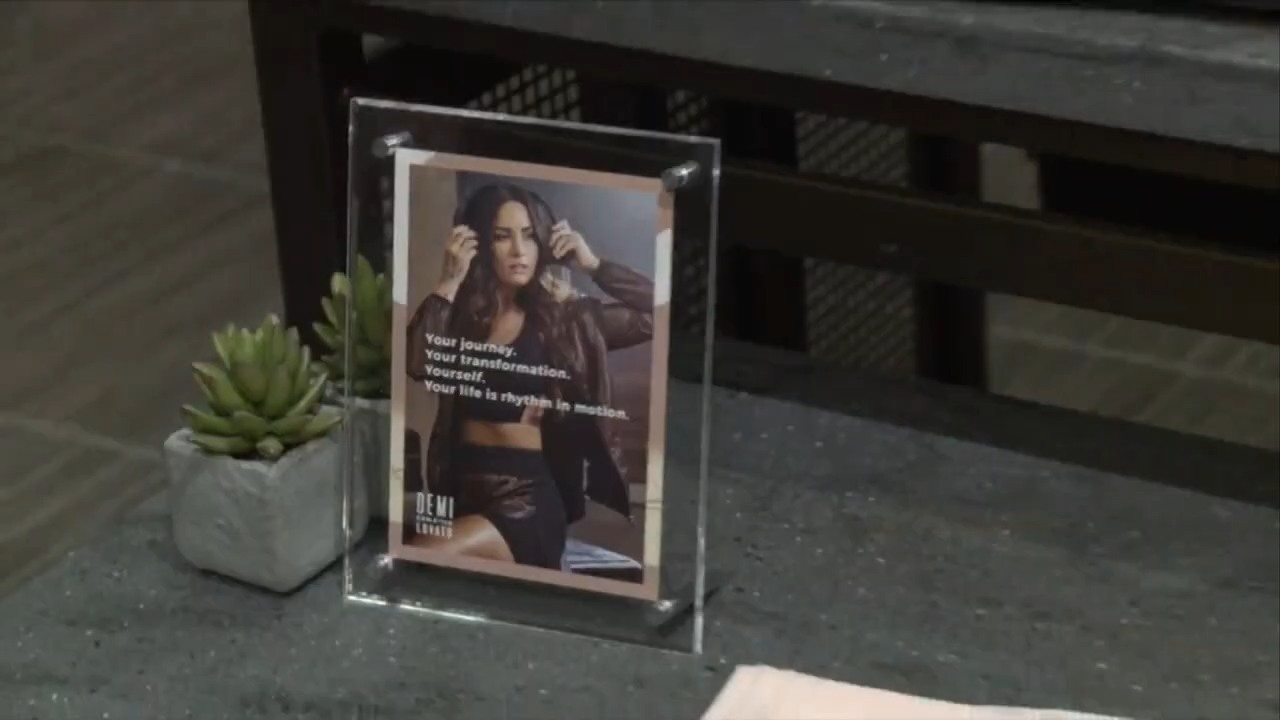 Your journey.
Your transformation.
Yourself.
Your life is rhythm in motion.
DEMI
LOVATO